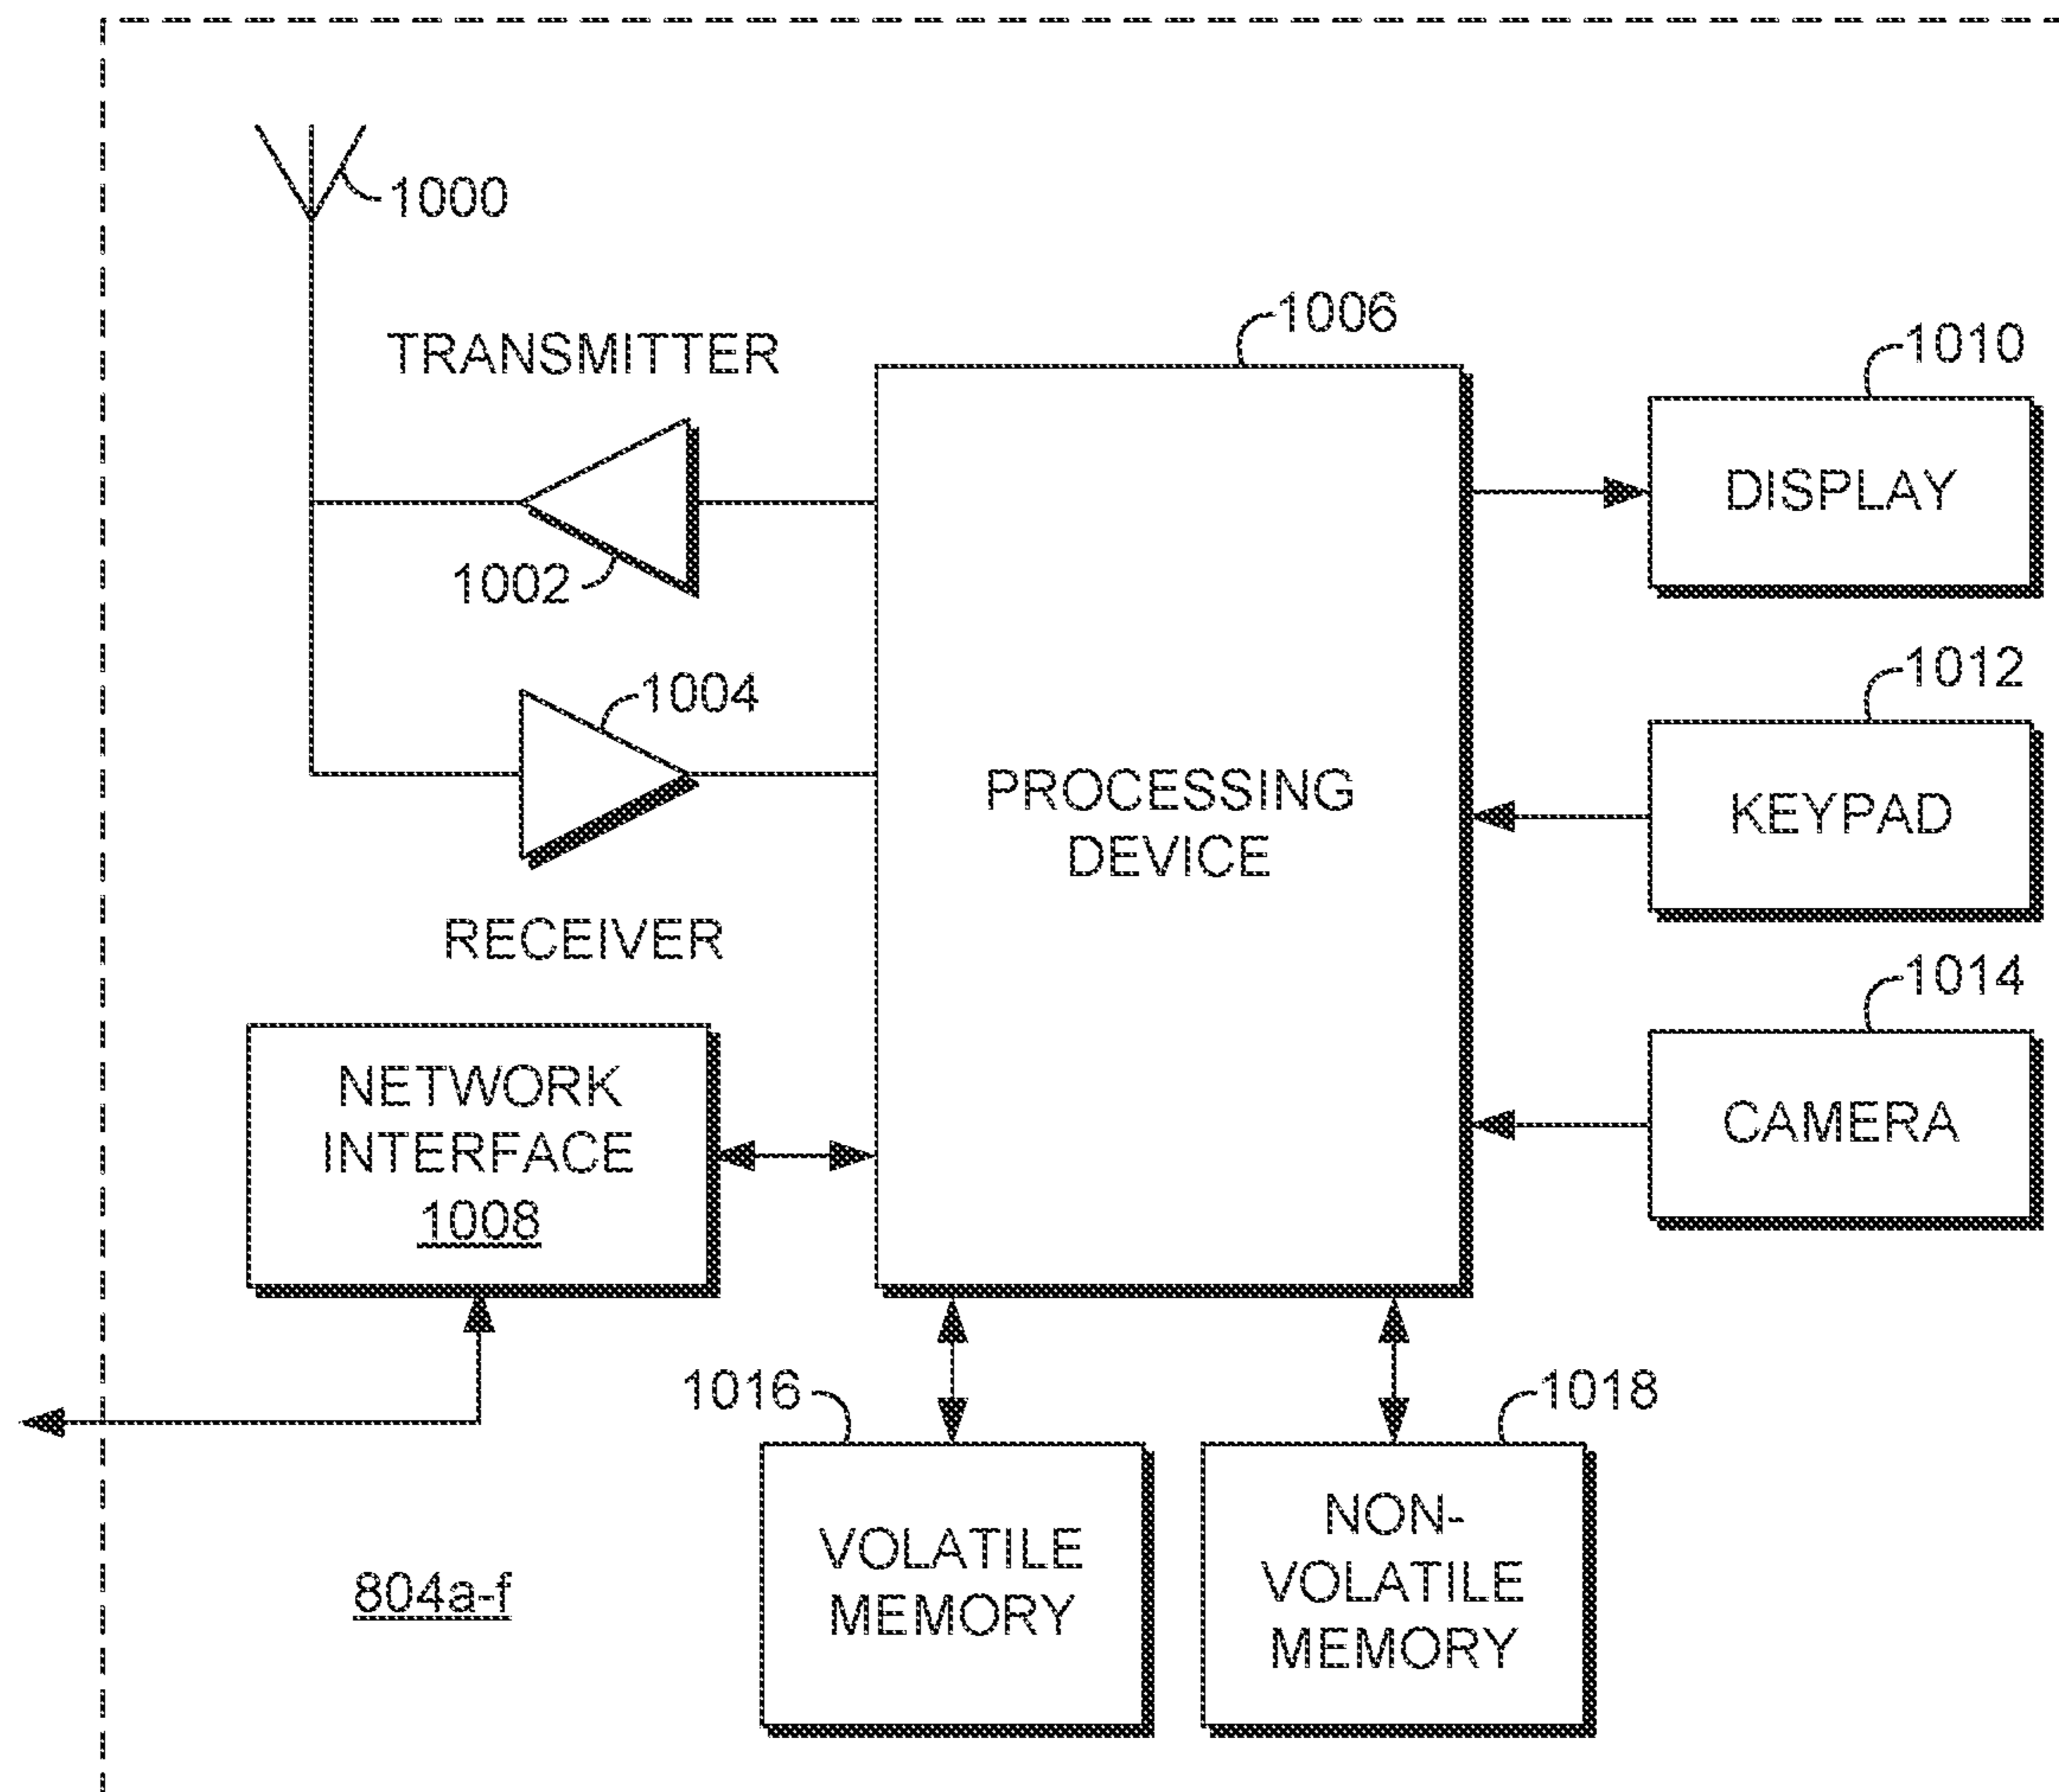 1000
TRANSMITTER
1006
1010
DISPLAY
1002
1004
1012
PROCESSING
DEVICE
KEYPAD
RECEIVER
1014
NETWORK
INTERFACE
1008
CAMERA
1016
1018
VOLATILE
MEMORY
NON-
VOLATILE
MEMORY
804a-f